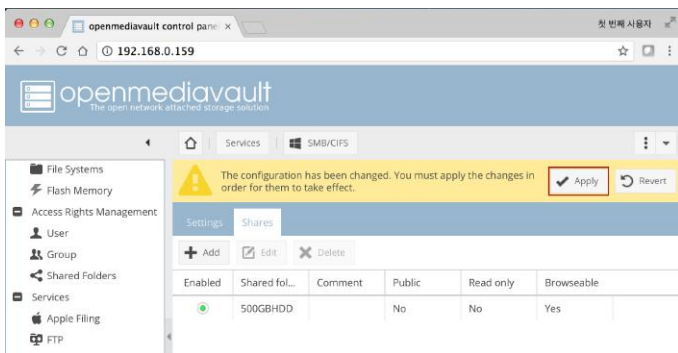 openmediavault control pane
첫 번째 사용자
192.168.0.159
openmediavault
The open network attached storage solution
Services
SMB/CIFS
File Systems
Flash Memory
Access Rights Management
User
Group
Shared Folders
Services
Apple Filing
FTP
The configuration has been changed. You must apply the changes in
order for them to take effect.
Apply
Revert
Settings
Shares
Add
Edit
Delete
Enabled
Shared fol...
Comment
Public
Read only
Browseable
500GBHDD
No
No
Yes